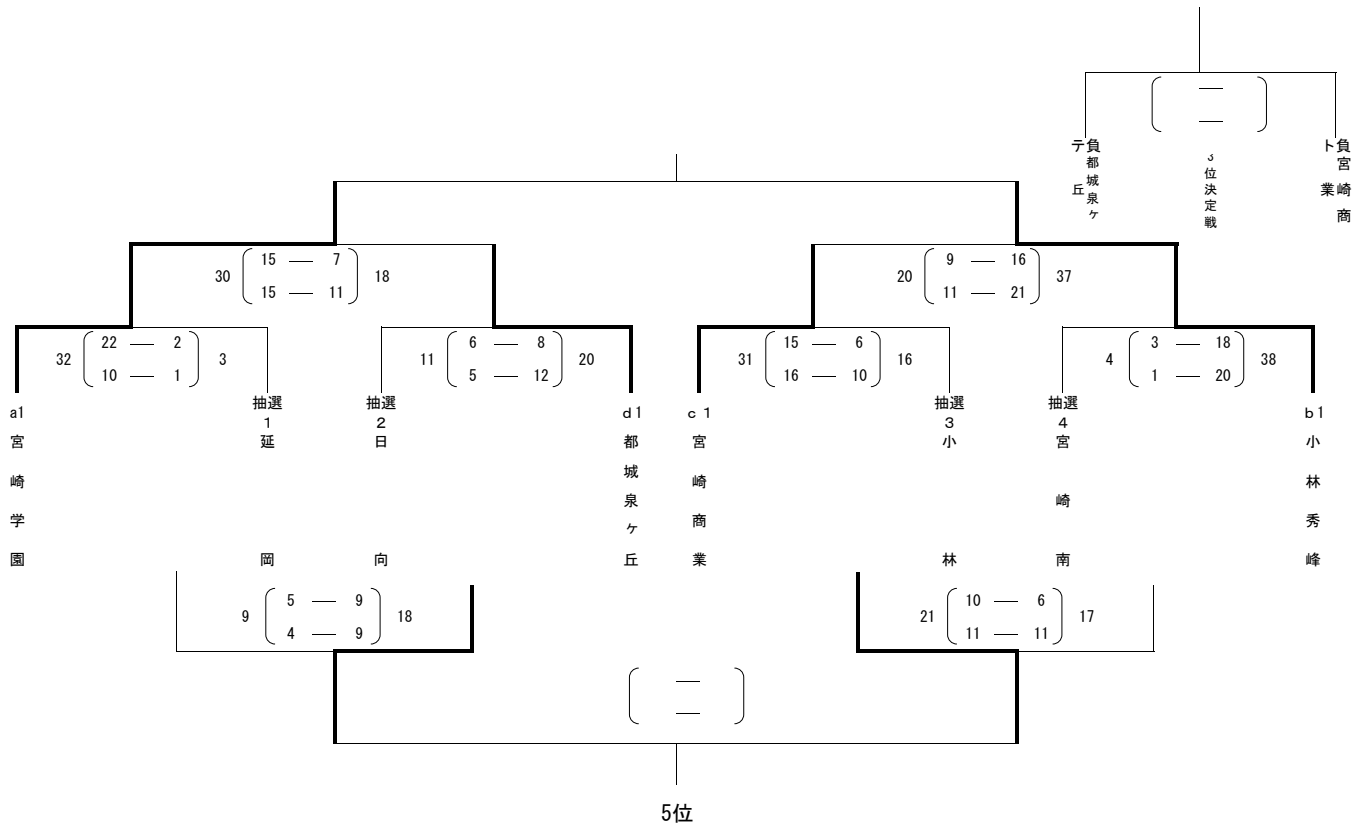 負都城泉ヶ丘
テ
3位決定戦
負宮崎商業
ト
30 15 — 7 18
15 — 11
20 9 — 16 37
11 — 21
32 22 — 2 3
10 — 1
11 6 — 8 20
5 — 12
31 15 — 6 16
16 — 10
4 3 — 18 38
1 — 20
a1 宮崎学園
抽選1 延岡
抽選2 日向
d1 都城泉ヶ丘
c1 宮崎商業
抽選3 小林
抽選4 宮崎南
b1 小林秀峰
9 5 — 9 18
4 — 9
21 10 — 6 17
11 — 11
—
—
5位